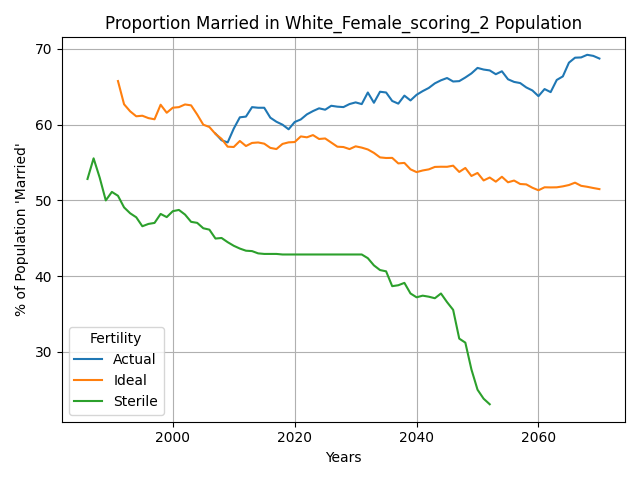 Proportion Married in White_Female_scoring_2 Population
% of Population 'Married'
70
60
50
40
30
Fertility
Actual
Ideal
Sterile
2000
2020
2040
2060
Years